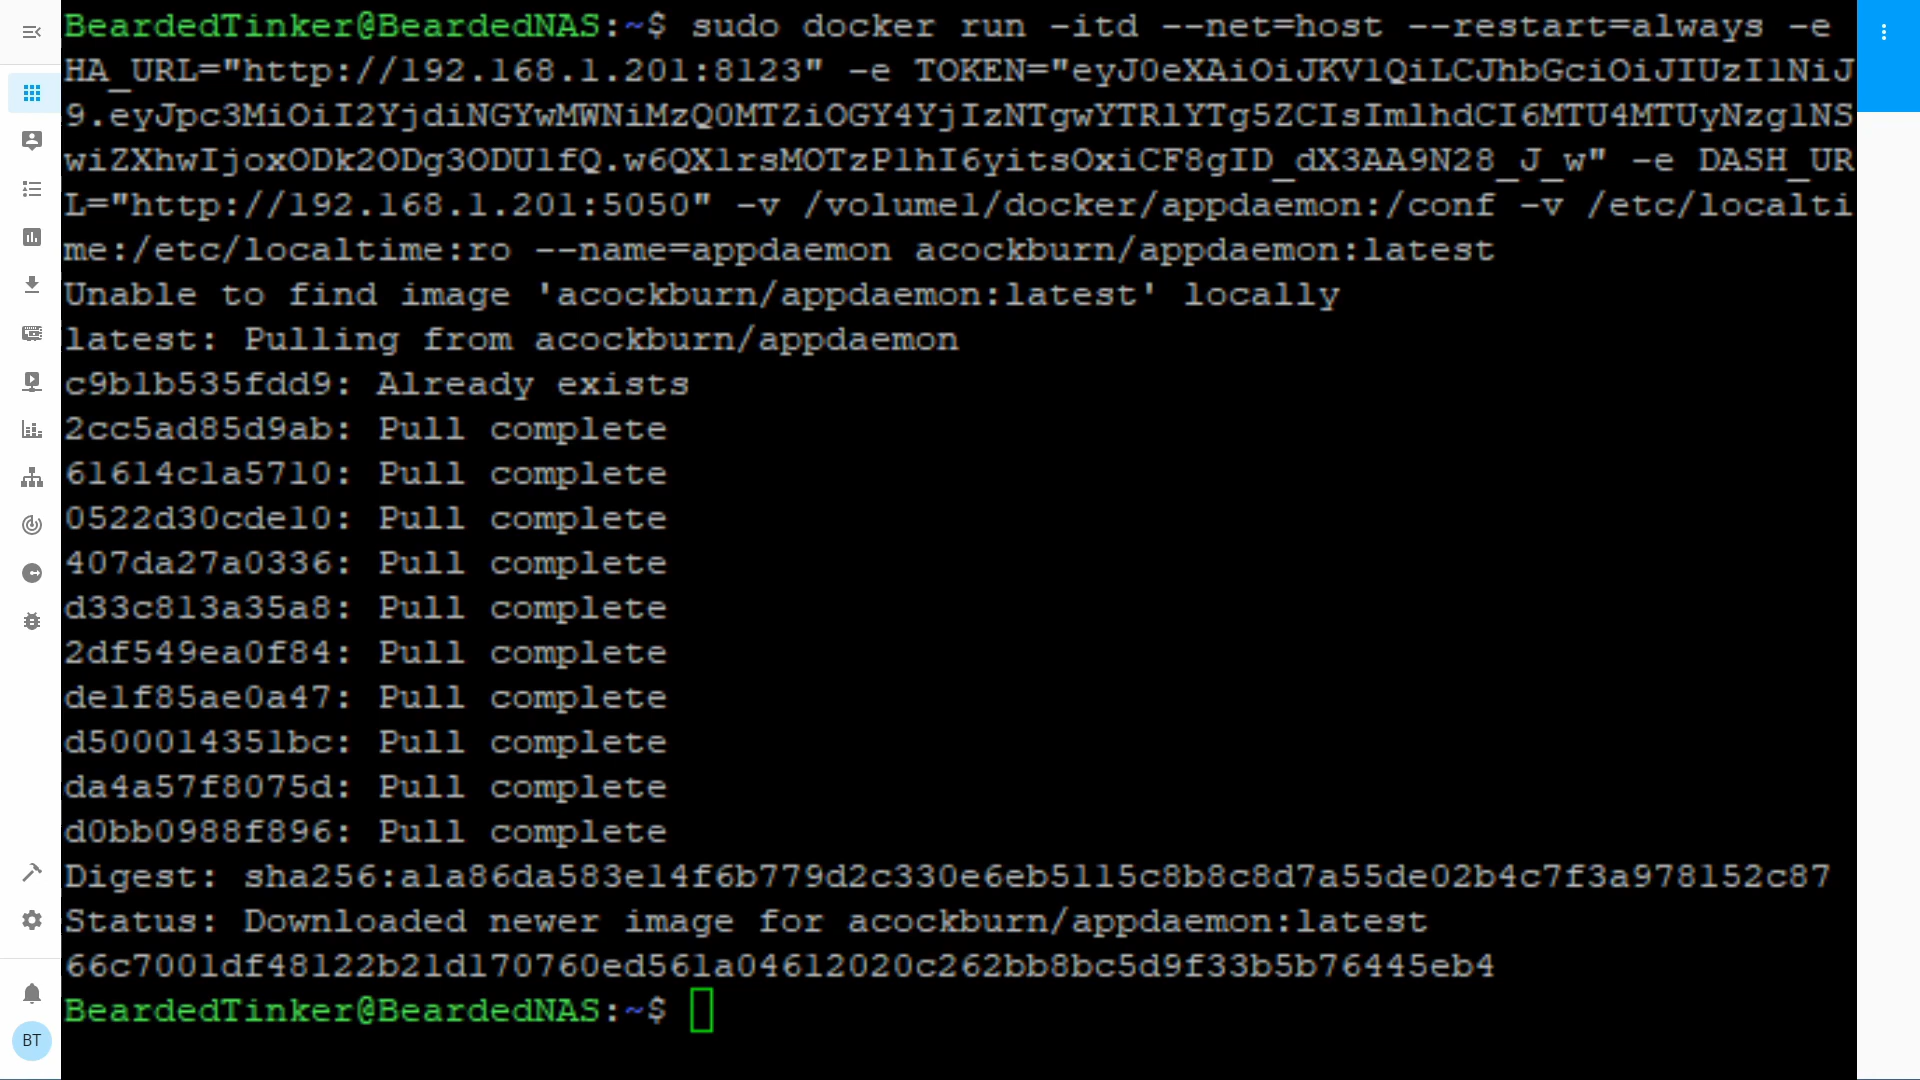 BeardedTinker@BeardedNAS:~$ sudo docker run -itd --net=host --restart=always -e
HA_URL="http://192.168.1.201:8123" -e TOKEN="eyJ0eXAiOiJKV1QiLCJhbGciOiJIUzI1NiJ
9.eyJpc3MiOiI2YjdiNGYwMWNiMzQ0MTZiOGY4YjIzNTgwYTRlYTg5ZCIsImlhdCI6MTU4MTUyNzg1NS
wiZXhwIjoxODk2ODg3ODU1fQ.w6QX1rsMOTzPlhI6yitsOxiCF8gID_dX3AA9N28_J_w" -e DASH_UR
L="http://192.168.1.201:5050" -v /volume1/docker/appdaemon:/conf -v /etc/localti
me:/etc/localtime:ro --name=appdaemon acockburn/appdaemon:latest
Unable to find image 'acockburn/appdaemon:latest' locally
latest: Pulling from acockburn/appdaemon
c9b1b535fdd9: Already exists
2cc5ad85d9ab: Pull complete
61614c1a5710: Pull complete
0522d30cde10: Pull complete
407da27a0336: Pull complete
d33c813a35a8: Pull complete
2df549ea0f84: Pull complete
de1f85ae0a47: Pull complete
d500014351bc: Pull complete
da4a57f8075d: Pull complete
d0bb0988f896: Pull complete
Digest: sha256:a1a86da583e14f6b779d2c330e6eb5115c8b8c8d7a55de02b4c7f3a978152c87
Status: Downloaded newer image for acockburn/appdaemon:latest
66c7001df48122b21d170760ed561a04612020c262bb8bc5d9f33b5b76445eb4
BeardedTinker@BeardedNAS:~$
BT